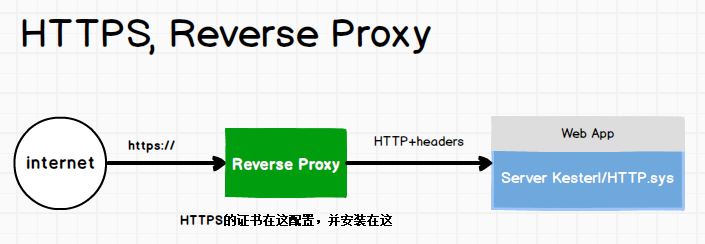 HTTPS, Reverse Proxy
internet
https://
Reverse Proxy
HTTP+headers
Web App
Server Kesterl/HTTP.sys
HTTPS的证书在这配置，并安装在这